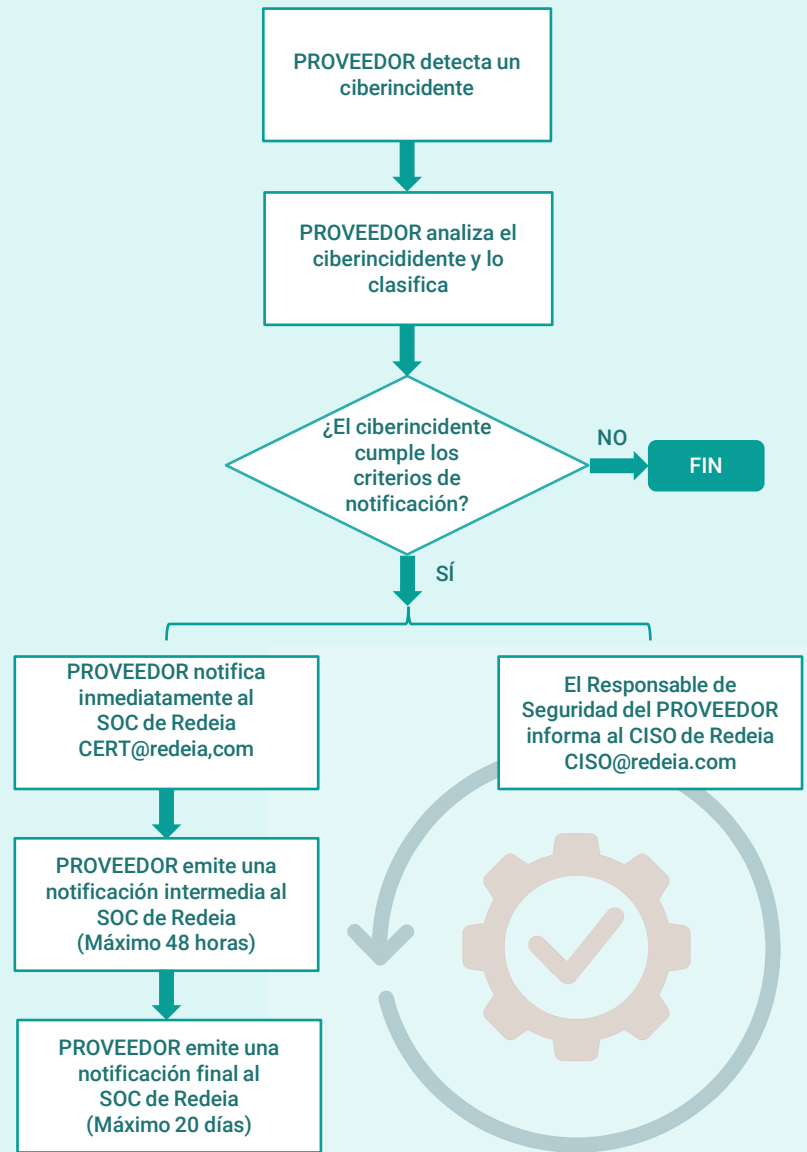 PROVEEDOR detecta un
ciberincidente
PROVEEDOR analiza el
ciberincididente y lo
clasifica
¿El ciberincidente
cumple los
criterios de
notificación?
NO
FIN
SÍ
PROVEEDOR notifica
inmediatamente al
SOC de Redeia
CERT@redeia,com
El Responsable de
Seguridad del PROVEEDOR
informa al CISO de Redeia
CISO@redeia.com
PROVEEDOR emite una
notificación intermedia al
SOC de Redeia
(Máximo 48 horas)
PROVEEDOR emite una
notificación final al
SOC de Redeia
(Máximo 20 días)